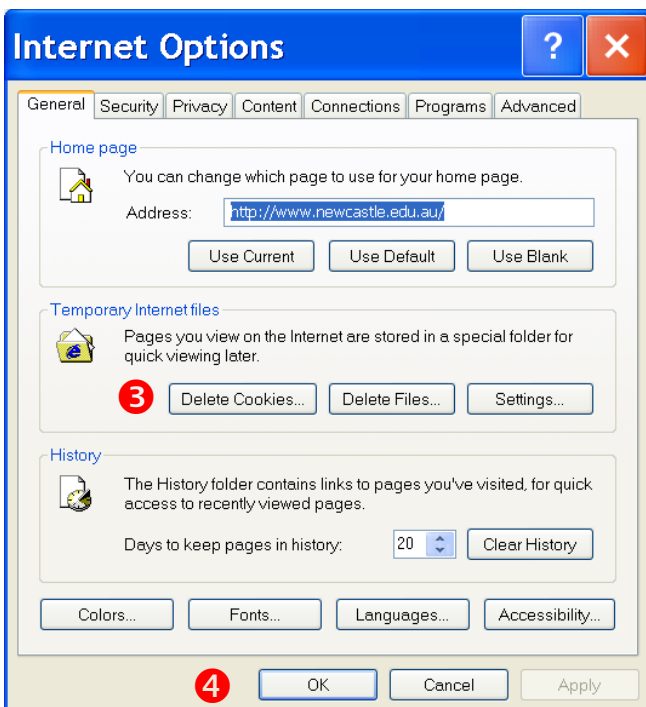 Internet Options ? ×
General Security Privacy Content Connections Programs Advanced
Home page
You can change which page to use for your home page.
Address: http://www.newcastle.edu.au/
Use Current Use Default Use Blank
Temporary Internet files
Pages you view on the Internet are stored in a special folder for
quick viewing later.
3 Delete Cookies... Delete Files... Settings...
History
The History folder contains links to pages you've visited, for quick
access to recently viewed pages.
Days to keep pages in history: 20 Clear History
Colors... Fonts... Languages... Accessibility...
4 OK Cancel Apply